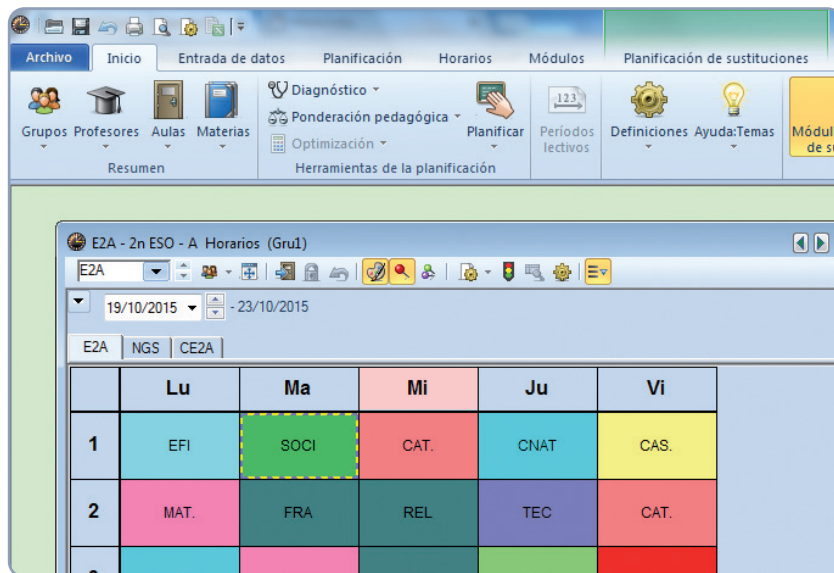 Archivo Inicio Entrada de datos Planificación Horarios Módulos Planificación de sustituciones
Grupos Profesores Aulas Materias
Resumen
Diagnóstico
Ponderación pedagógica
Optimización
Planificar
Herramientas de la planificación
123
Períodos
lectivos
Definiciones Ayuda:Temas
Módul
de su
E2A - 2n ESO - A Horarios (Gru1)
E2A
19/10/2015 - 23/10/2015
E2A NGS CE2A
Lu Ma Mi Ju Vi
1 EFI SOCI CAT. CNAT CAS.
2 MAT. FRA REL TEC CAT.